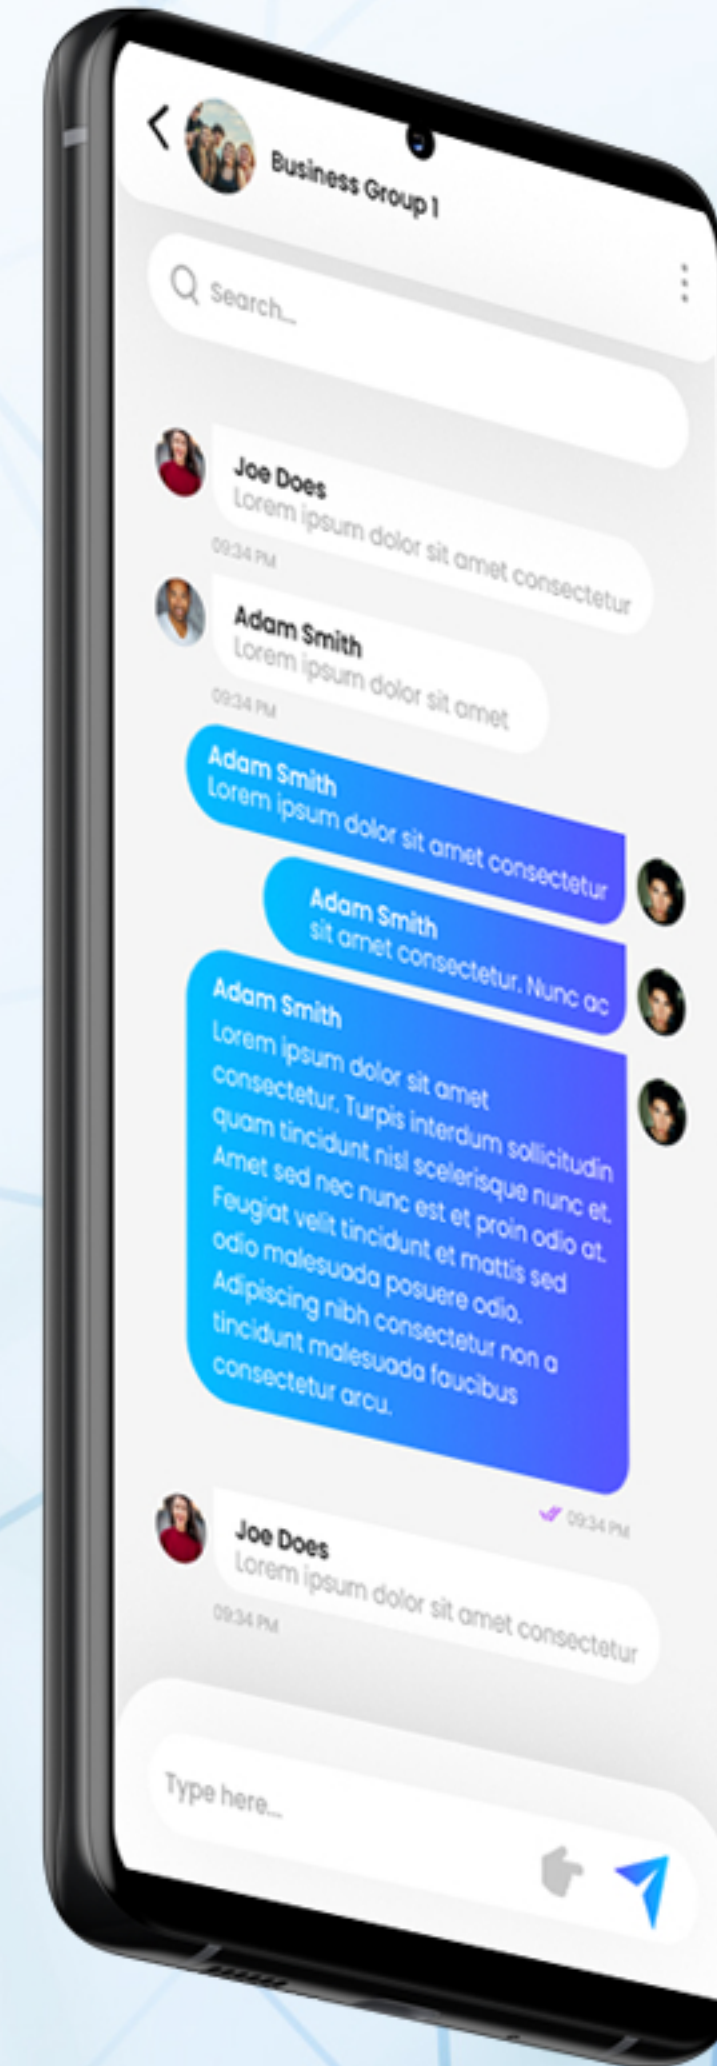 Business Group 1
Search...
Joe Does
Lorem ipsum dolor sit amet consectetur
09:34 PM
Adam Smith
Lorem ipsum dolor sit amet
09:34 PM
Adam Smith
Lorem ipsum dolor sit amet consectetur
Adam Smith
sit amet consectetur. Nunc ac
Adam Smith
Lorem ipsum dolor sit amet
consectetur. Turpis interdum sollicitudin
quam tincidunt nisl scelerisque nunc et.
Amet sed nec nunc est et proin odio at.
Feugiat velit tincidunt et mattis sed
odio malesuada posuere odio.
Adipiscing nibh consectetur non a
tincidunt malesuada faucibus
consectetur arcu.
09:34 PM
Joe Does
Lorem ipsum dolor sit amet consectetur
09:34 PM
Type here...